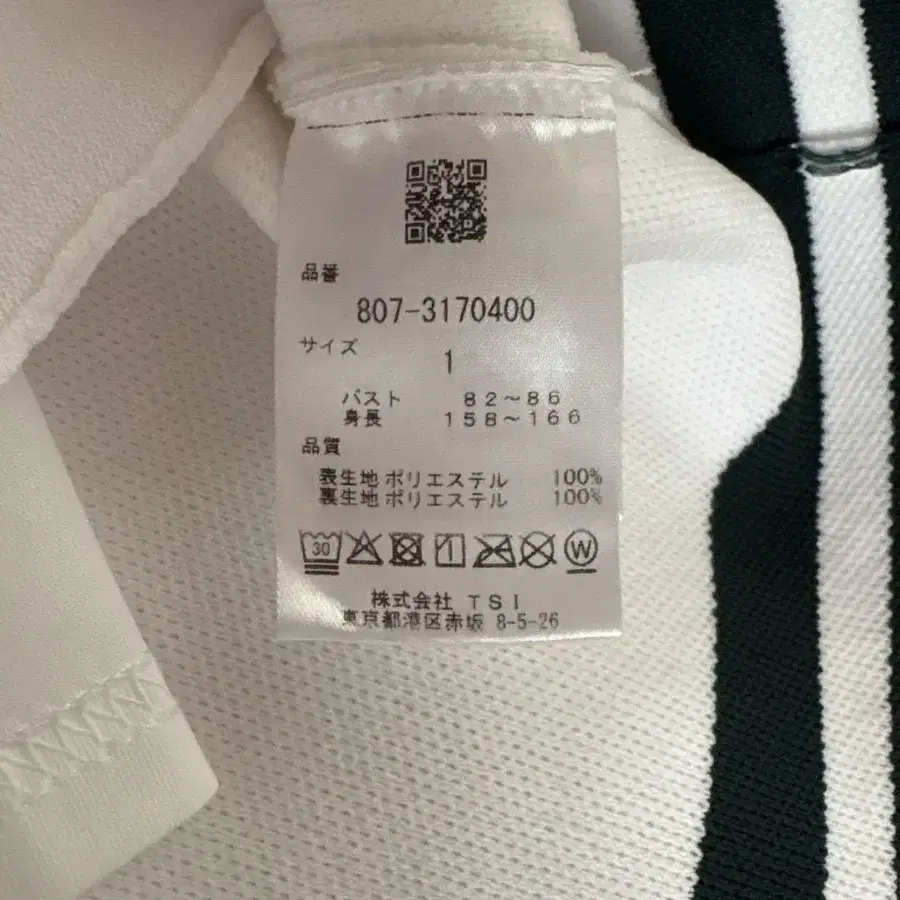 品番
807-3170400
サイズ
1
バスト 82～86
身長 158～166
品質
表生地 ポリエステル 100%
裏生地 ポリエステル 100%
30 W
株式会社 TSI
東京都港区赤坂 8-5-26